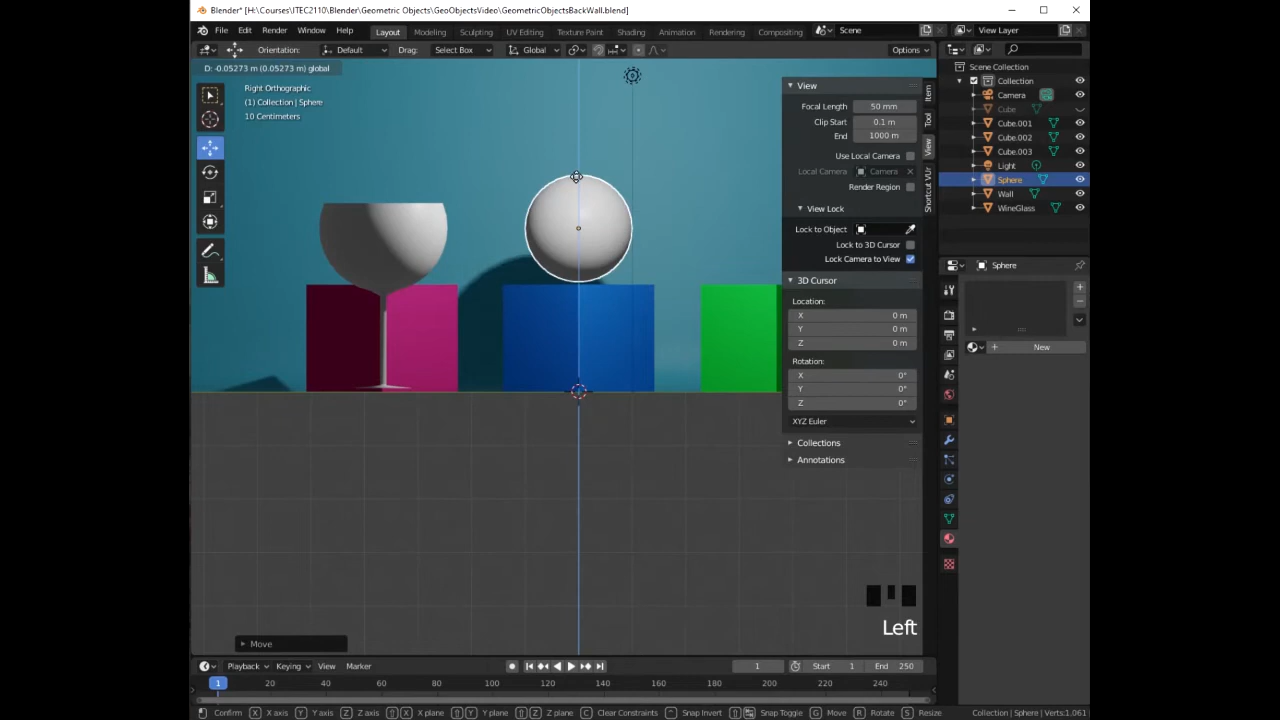 Blender* [H:\Courses\ITEC2110\Blender\Geometric Objects\GeoObjectsVideo\GeometricObjectsBackWall.blend]
File Edit Render Window Help Layout Modeling Sculpting UV Editing Texture Paint Shading Animation Rendering Compositing Scene View Layer
Orientation: Default Drag: Select Box Global Options
D: -0.05273 m (0.05273 m) global
Right Orthographic
(1) Collection | Sphere
10 Centimeters
View
Focal Length 50 mm
Clip Start 0.1 m
End 1000 m
Use Local Camera
Local Camera Camera
Render Region
View Lock
Lock to Object
Lock to 3D Cursor
Lock Camera to View
3D Cursor
Location:
X 0 m
Y 0 m
Z 0 m
Rotation:
X 0°
Y 0°
Z 0°
XYZ Euler
Collections
Annotations
Item
Tool
View
Shortcut VUr
Scene Collection
Collection
Camera
Cube
Cube.001
Cube.002
Cube.003
Light
Sphere
Wall
WineGlass
Sphere
New
Left
Move
Playback Keying View Marker 1 Start 1 End 250
1 20 40 60 80 100 120 140 160 180 200 220 240
Confirm X X axis Y Y axis Z Z axis X X plane Y Y plane Z Z plane C Clear Constraints Snap Invert Snap Toggle G Move R Rotate S Resize Collection | Sphere | Verts:1,061